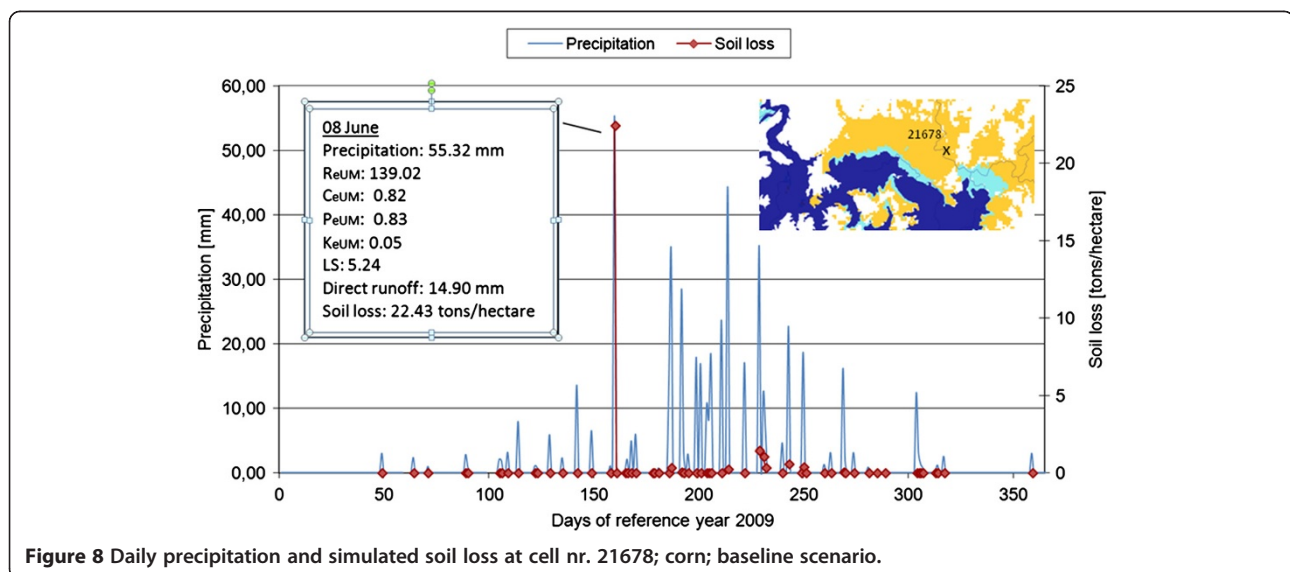 Precipitation Soil loss
60,00
50,00
40,00
30,00
20,00
10,00
0,00
Precipitation [mm]
08 June
Precipitation: 55.32 mm
ReUM: 139.02
CeUM: 0.82
PeUM: 0.83
KeUM: 0.05
LS: 5.24
Direct runoff: 14.90 mm
Soil loss: 22.43 tons/hectare
21678
X
25
20
15
10
5
0
Soil loss [tons/hectare]
0 50 100 150 200 250 300 350
Days of reference year 2009
Figure 8 Daily precipitation and simulated soil loss at cell nr. 21678; corn; baseline scenario.